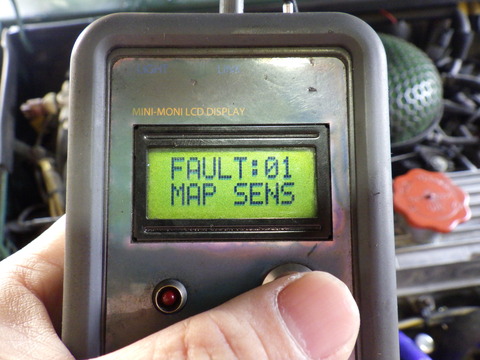 MINI-MONI LCD DISPLAY
FAULT:01
MAP SENS